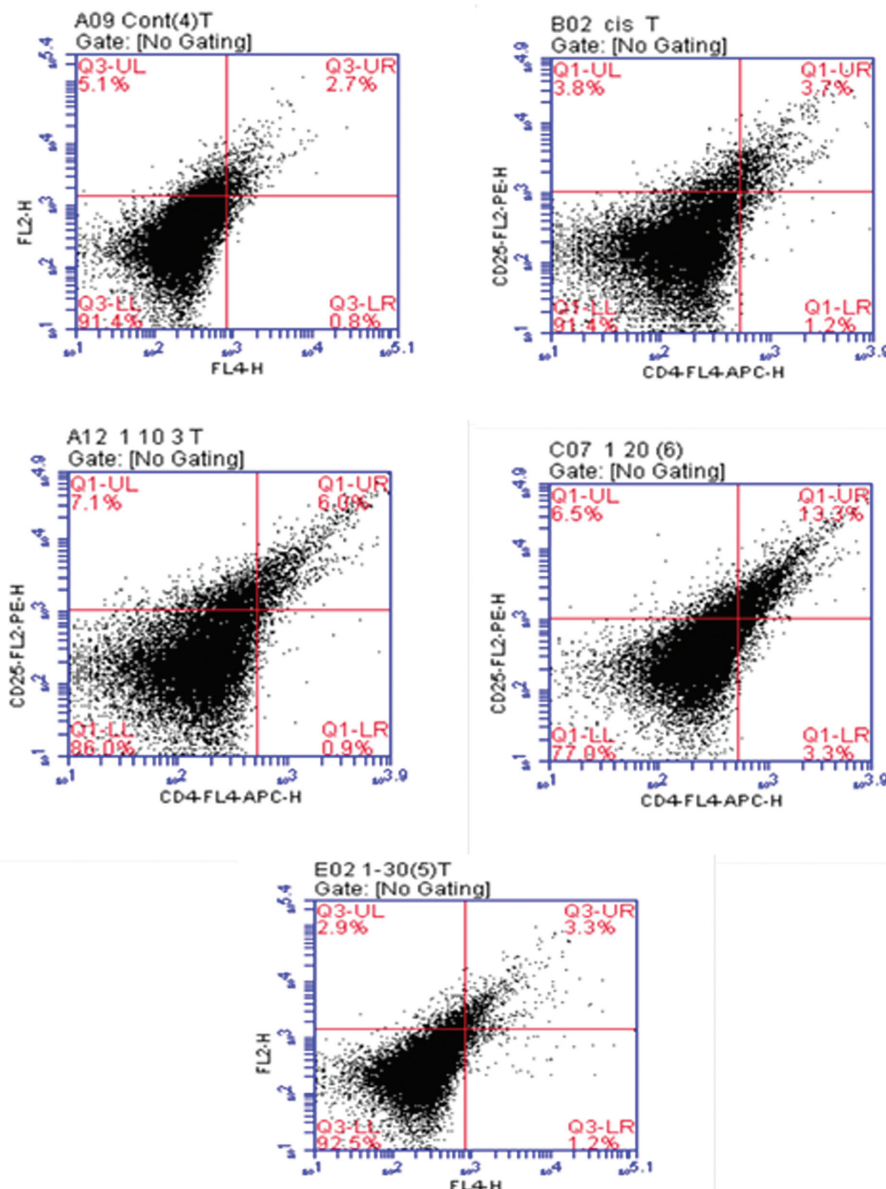 A09 Cont(4)T
Gate: [No Gating]
Q3-UL
5.1%
Q3-UR
2.7%
Q3-LL
91.4%
Q3-LR
0.8%
FL2-H
FL4-H
B02 cis T
Gate: [No Gating]
Q1-UL
3.8%
Q1-UR
3.7%
Q1-LL
91.4%
Q1-LR
1.2%
CD25-FL2-PE-H
CD4-FL4-APC-H
A12 1 10 3 T
Gate: [No Gating]
Q1-UL
7.1%
Q1-UR
6.0%
Q1-LL
86.0%
Q1-LR
0.9%
CD25-FL2-PE-H
CD4-FL4-APC-H
C07 1 20 (6)
Gate: [No Gating]
Q1-UL
6.5%
Q1-UR
13.3%
Q1-LL
Q1-LR
3.3%
CD25-FL2-PE-H
CD4-FL4-APC-H
E02 1-30(5)T
Gate: [No Gating]
Q3-UL
2.9%
Q3-UR
3.3%
Q3-LL
92.5%
Q3-LR
1.2%
FL2-H
FL4-H